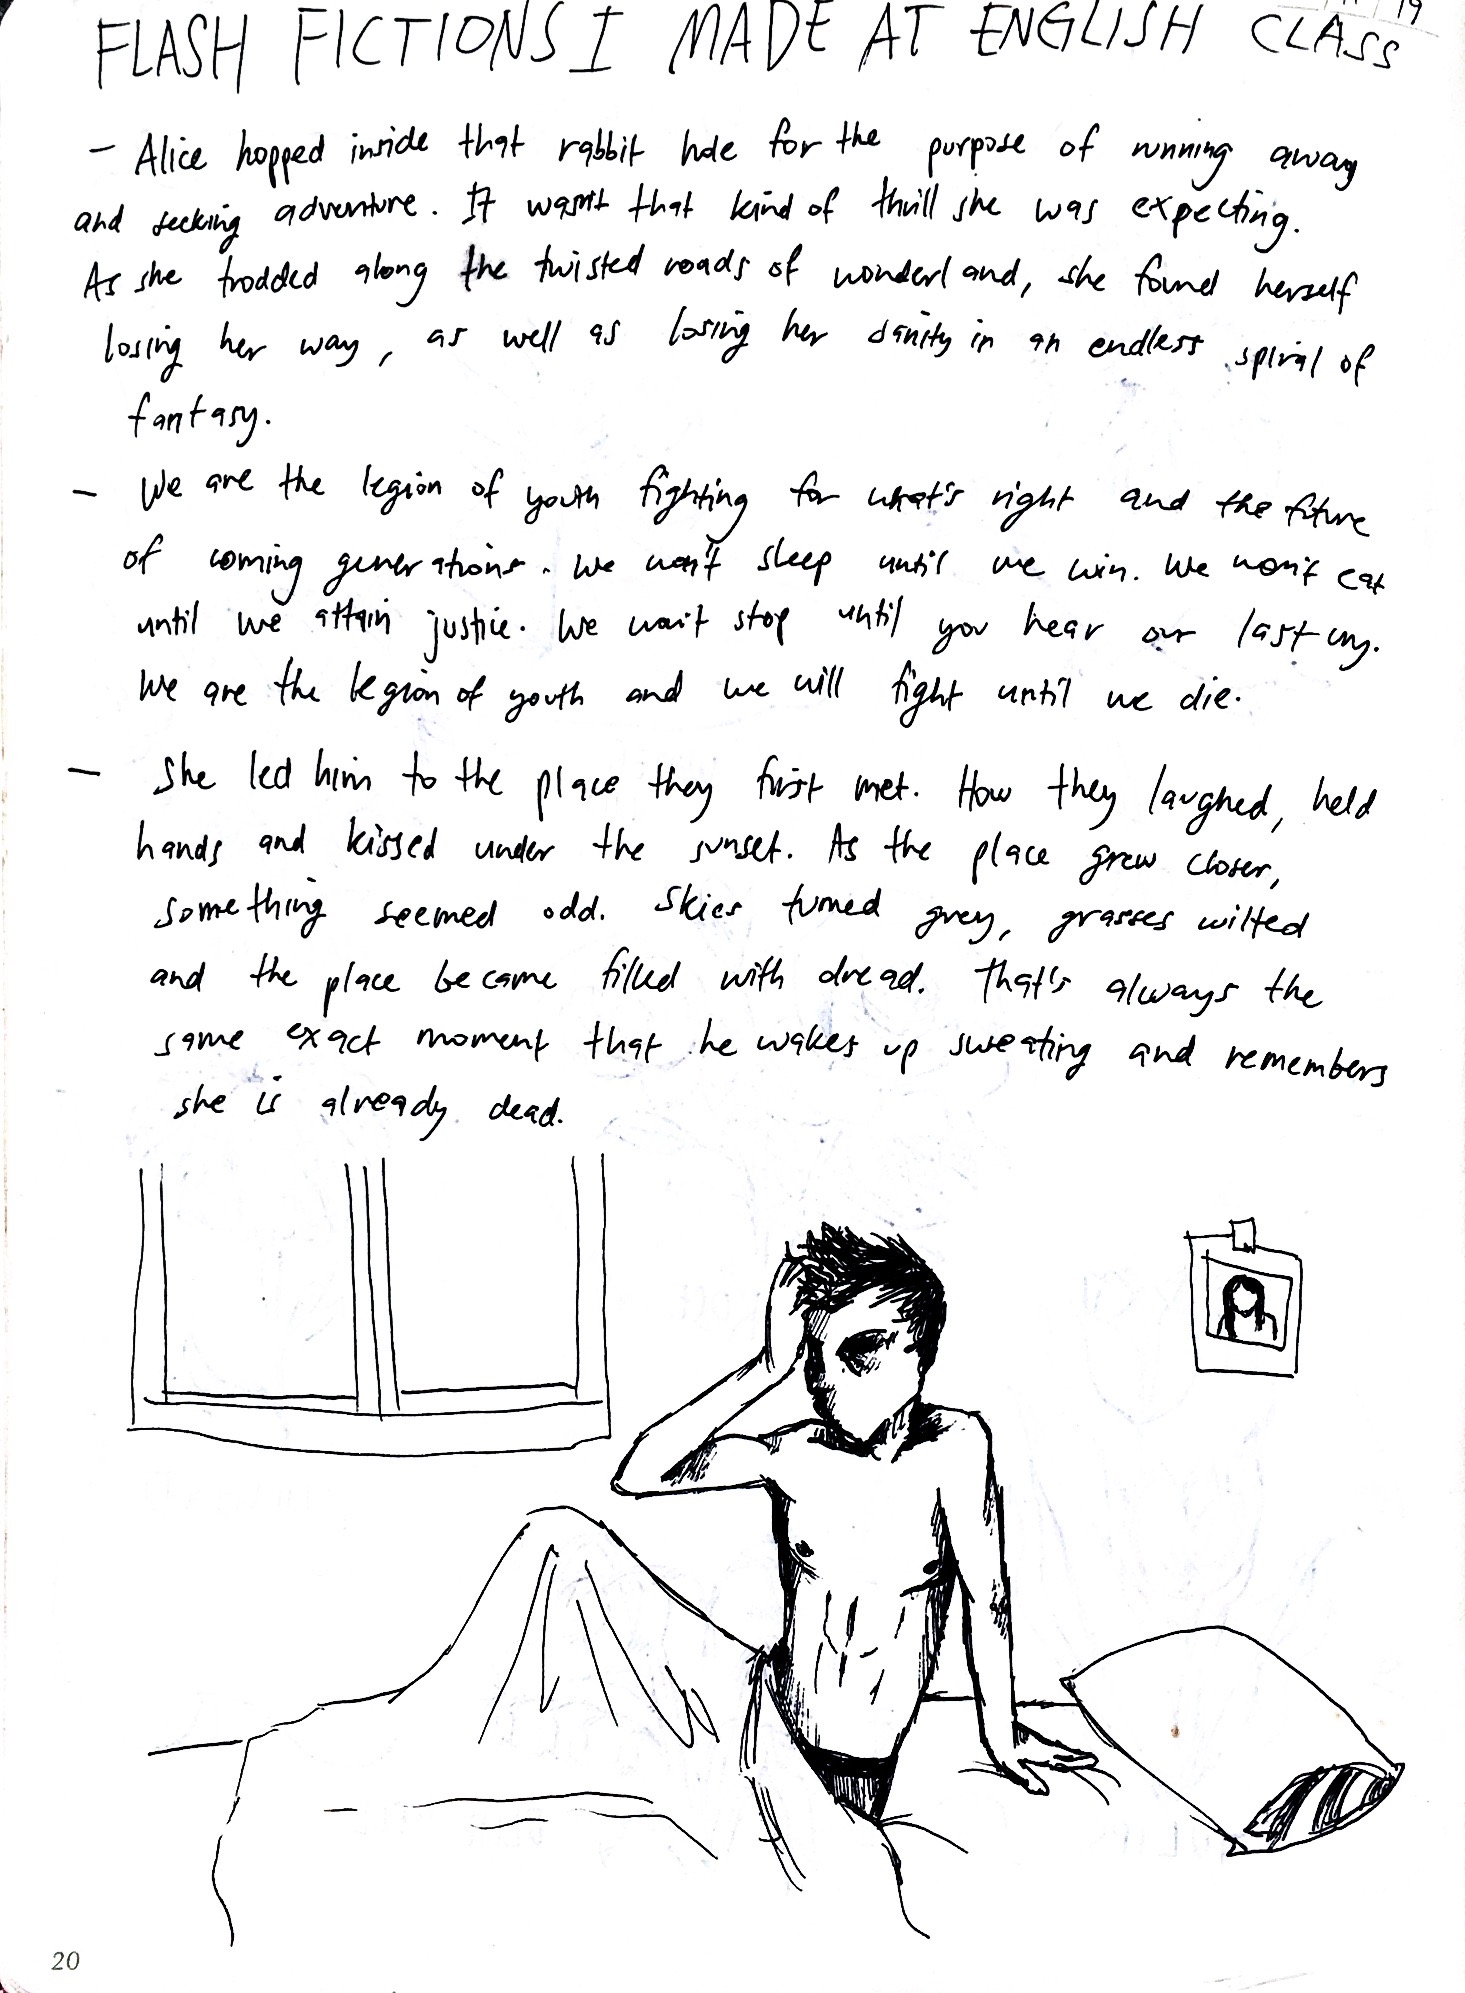 19
FLASH FICTIONS I MADE AT ENGLISH CLASS
- Alice hopped inside that rabbit hole for the purpose of running away
and seeking adventure. It wasn't that kind of thrill she was expecting.
As she trodded along the twisted roads of wonderland, she found herself
losing her way, as well as losing her sanity in an endless spiral of
fantasy.
- We are the legion of youth fighting for what's right and the future
of coming generations. We won't sleep until we win. We won't eat
until we attain justice. We won't stop until you hear our last cry.
We are the legion of youth and we will fight until we die.
- She led him to the place they first met. How they laughed, held
hands and kissed under the sunset. As the place grew closer,
something seemed odd. Skies turned grey, grasses wilted
and the place became filled with dread. That's always the
same exact moment that he wakes up sweating and remembers
she is already dead.
20